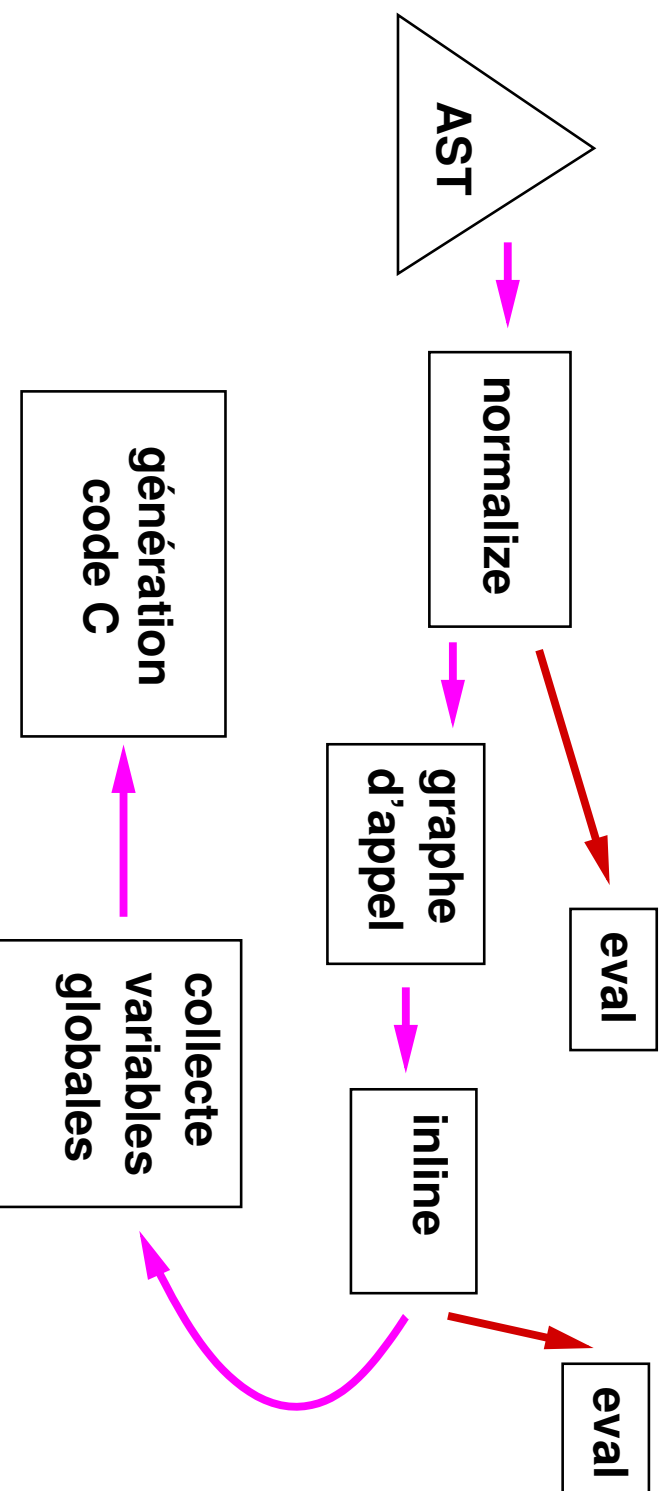 AST
normalize
eval
graphe
d'appel
inline
eval
collecte
variables
globales
génération
code C